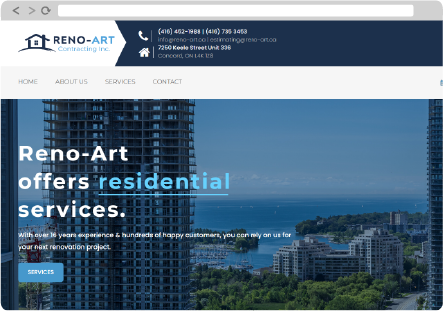 RENO-ART
Contracting Inc.
(416) 452-1988 | (416) 735 3453
info@reno-art.ca | estimating@reno-art.ca
7250 Keele Street Unit 336
Concord, ON L4K 1Z8
HOME ABOUT US SERVICES CONTACT
Reno-Art
offers residential
services.
With over 16 years experience & hundreds of happy customers, you can rely on us for
your next renovation project.
SERVICES